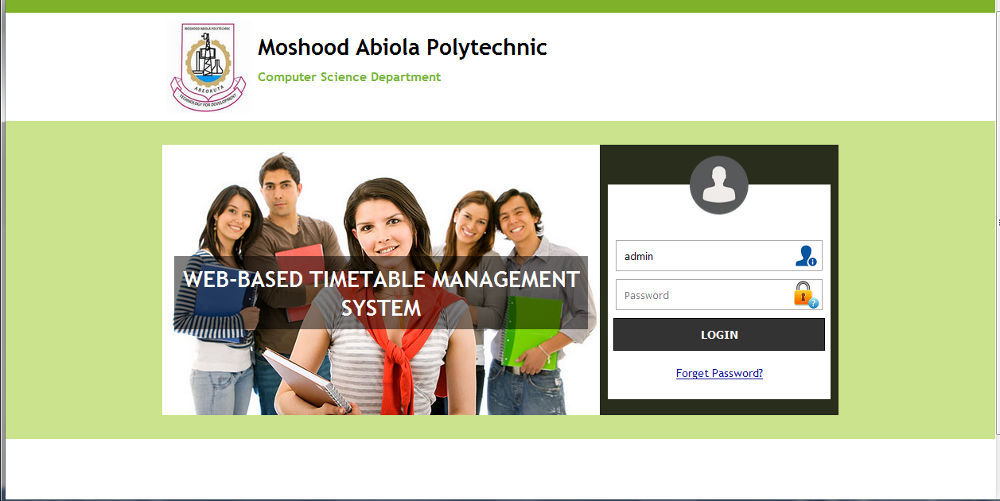 MOSHOOD ABIOLA POLYTECHNIC
ABEOKUTA
TECHNOLOGY FOR DEVELOPMENT
Moshood Abiola Polytechnic
Computer Science Department
WEB-BASED TIMETABLE MANAGEMENT
SYSTEM
admin
Password
LOGIN
Forget Password?